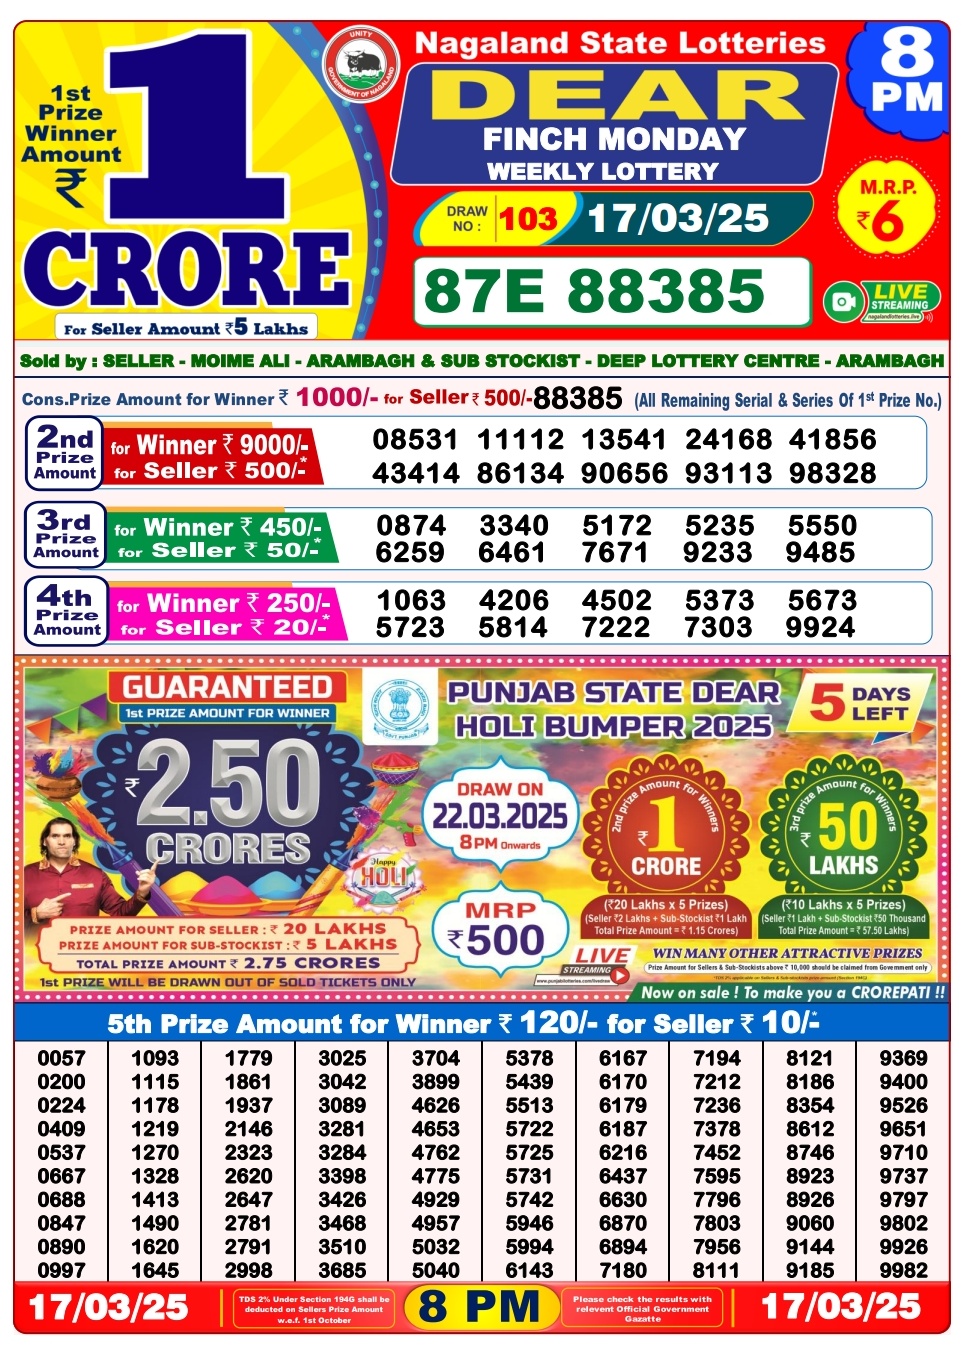 1st
Prize
Winner
Amount
₹
1
CRORE
For Seller Amount ₹5 Lakhs
UNITY
GOVERNMENT OF NAGALAND
Nagaland State Lotteries
DEAR
FINCH MONDAY
WEEKLY LOTTERY
8
PM
DRAW NO : 103 17/03/25
M.R.P.
₹6
87E 88385
LIVE
STREAMING
nagalandlotteries.live
Sold by : SELLER - MOIME ALI - ARAMBAGH & SUB STOCKIST - DEEP LOTTERY CENTRE - ARAMBAGH
Cons.Prize Amount for Winner ₹ 1000/- for Seller ₹ 500/- 88385 (All Remaining Serial & Series Of 1st Prize No.)
2nd Prize Amount
for Winner ₹ 9000/-
for Seller ₹ 500/-*
08531 11112 13541 24168 41856
43414 86134 90656 93113 98328
3rd Prize Amount
for Winner ₹ 450/-
for Seller ₹ 50/-*
0874 3340 5172 5235 5550
6259 6461 7671 9233 9485
4th Prize Amount
for Winner ₹ 250/-
for Seller ₹ 20/-*
1063 4206 4502 5373 5673
5723 5814 7222 7303 9924
GUARANTEED
1st PRIZE AMOUNT FOR WINNER
₹ 2.50
CRORES
Happy
HOLI
PRIZE AMOUNT FOR SELLER : ₹ 20 LAKHS
PRIZE AMOUNT FOR SUB-STOCKIST : ₹ 5 LAKHS
TOTAL PRIZE AMOUNT ₹ 2.75 CRORES
1st PRIZE WILL BE DRAWN OUT OF SOLD TICKETS ONLY
PUNJAB STATE DEAR
HOLI BUMPER 2025
5 DAYS LEFT
DRAW ON
22.03.2025
8PM Onwards
MRP
₹500
2nd prize Amount for Winners
₹ 1
CRORE
(₹20 Lakhs x 5 Prizes)
(Seller ₹2 Lakhs + Sub-Stockist ₹1 Lakh
Total Prize Amount = ₹ 1.15 Crores)
3rd prize Amount for Winners
₹ 50
LAKHS
(₹10 Lakhs x 5 Prizes)
(Seller ₹1 Lakh + Sub-Stockist ₹50 Thousand
Total Prize Amount = ₹ 57.50 Lakhs)
LIVE
STREAMING
www.punjablotteries.com/livedraw
WIN MANY OTHER ATTRACTIVE PRIZES
Prize Amount for Sellers & Sub-Stockists above ₹ 10,000 should be claimed from Government only
Now on sale ! To make you a CROREPATI !!
5th Prize Amount for Winner ₹ 120/- for Seller ₹ 10/-*
0057 1093 1779 3025 3704 5378 6167 7194 8121 9369
0200 1115 1861 3042 3899 5439 6170 7212 8186 9400
0224 1178 1937 3089 4626 5513 6179 7236 8354 9526
0409 1219 2146 3281 4653 5722 6187 7378 8612 9651
0537 1270 2323 3284 4762 5725 6216 7452 8746 9710
0667 1328 2620 3398 4775 5731 6437 7595 8923 9737
0688 1413 2647 3426 4929 5742 6630 7796 8926 9797
0847 1490 2781 3468 4957 5946 6870 7803 9060 9802
0890 1620 2791 3510 5032 5994 6894 7956 9144 9926
0997 1645 2998 3685 5040 6143 7180 8111 9185 9982
17/03/25
TDS 2% Under Section 194G shall be
deducted on Sellers Prize Amount
w.e.f. 1st October
8 PM
Please check the results with
relevent Official Government
Gazatte
17/03/25